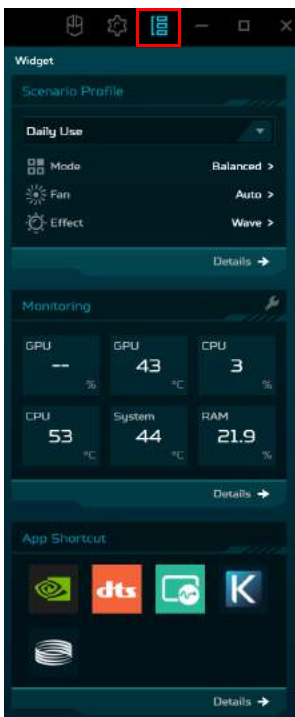 Widget
Scenario Profile
Daily Use
Mode Balanced >
Fan Auto >
Effect Wave >
Details →
Monitoring
GPU GPU CPU
-- 43 3
% °C %
CPU System RAM
53 44 21.9
°C °C %
Details →
App Shortcut
dts K
Details →